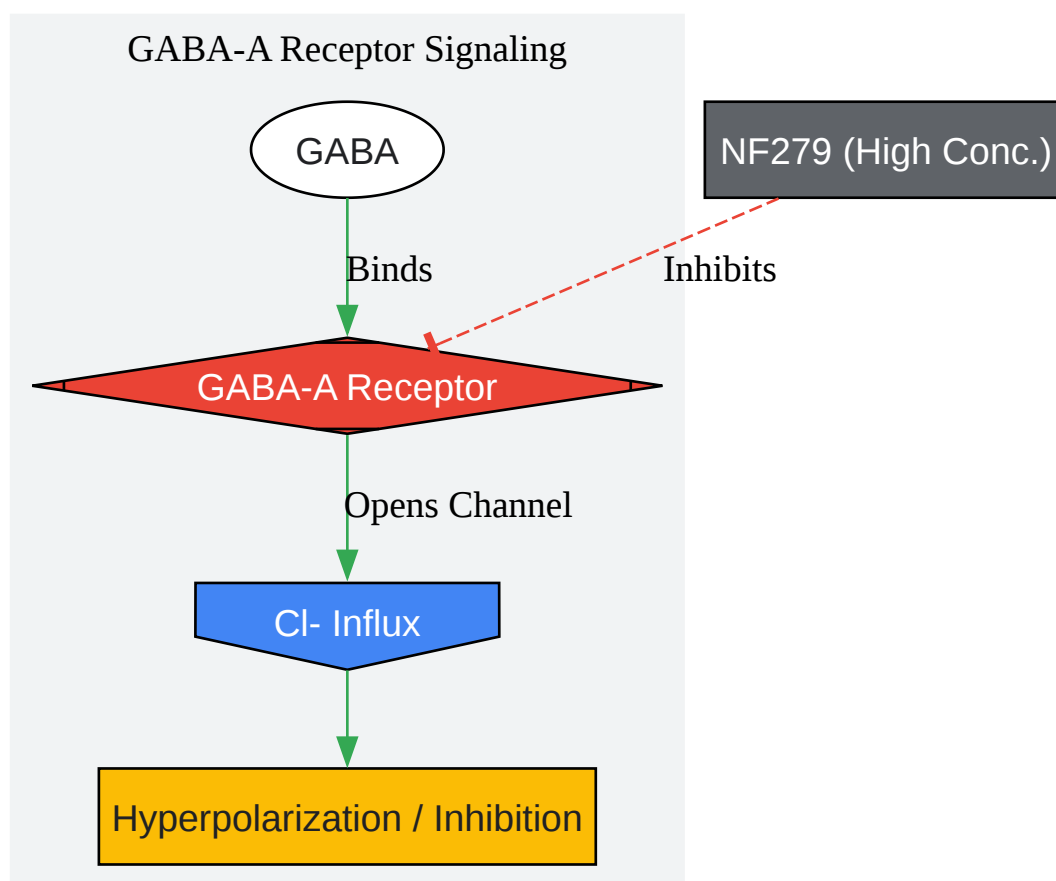 GABA-A Receptor Signaling
GABA
NF279 (High Conc.)
Binds
Inhibits
GABA-A Receptor
Opens Channel
Cl- Influx
Hyperpolarization / Inhibition